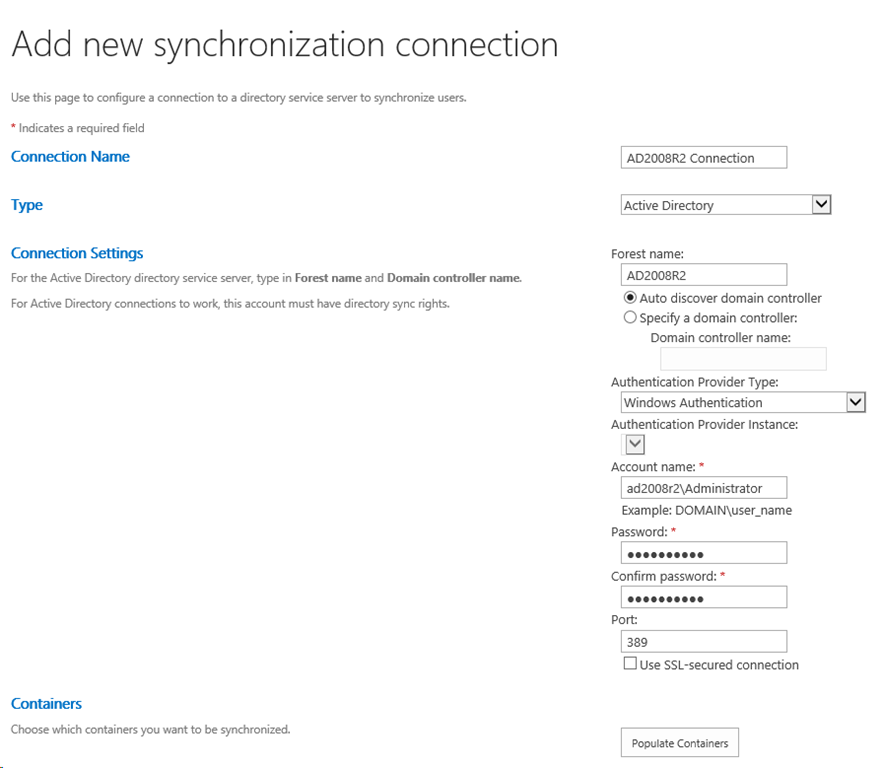 Add new synchronization connection
Use this page to configure a connection to a directory service server to synchronize users.
* Indicates a required field
Connection Name
AD2008R2 Connection
Type
Active Directory
Connection Settings
For the Active Directory directory service server, type in Forest name and Domain controller name.
For Active Directory connections to work, this account must have directory sync rights.
Forest name:
AD2008R2
Auto discover domain controller
Specify a domain controller:
Domain controller name:
Authentication Provider Type:
Windows Authentication
Authentication Provider Instance:
Account name: *
ad2008r2\Administrator
Example: DOMAIN\user_name
Password: *
●●●●●●●●●●
Confirm password: *
●●●●●●●●●●
Port:
389
Use SSL-secured connection
Containers
Choose which containers you want to be synchronized.
Populate Containers